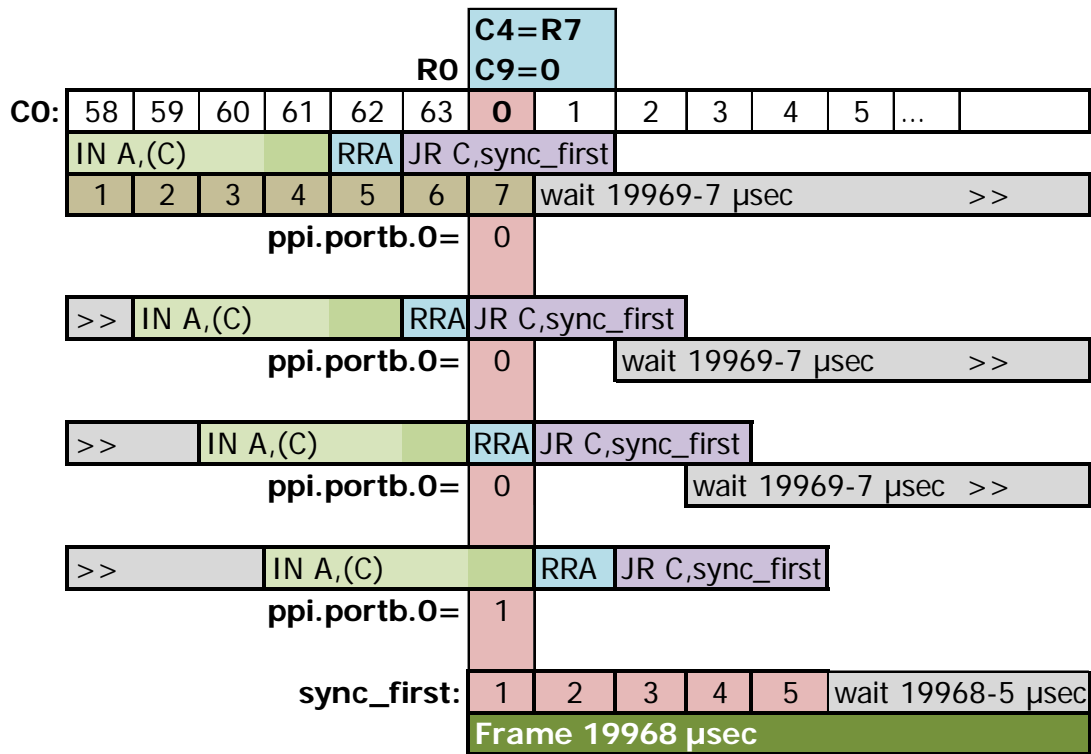 C4=R7
R0 C9=0
C0: 58 59 60 61 62 63 0 1 2 3 4 5 ...
IN A,(C) RRA JR C,sync_first
1 2 3 4 5 6 7 wait 19969-7 µsec >>
ppi.portb.0= 0
>> IN A,(C) RRA JR C,sync_first
ppi.portb.0= 0 wait 19969-7 µsec >>
>> IN A,(C) RRA JR C,sync_first
ppi.portb.0= 0 wait 19969-7 µsec >>
>> IN A,(C) RRA JR C,sync_first
ppi.portb.0= 1
sync_first: 1 2 3 4 5 wait 19968-5 µsec
Frame 19968 µsec